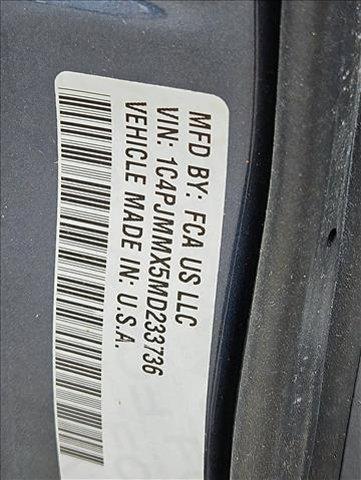 MFD BY: FCA US LLC
VIN: 1C4PJMMX5MD233736
VEHICLE MADE IN: U.S.A.